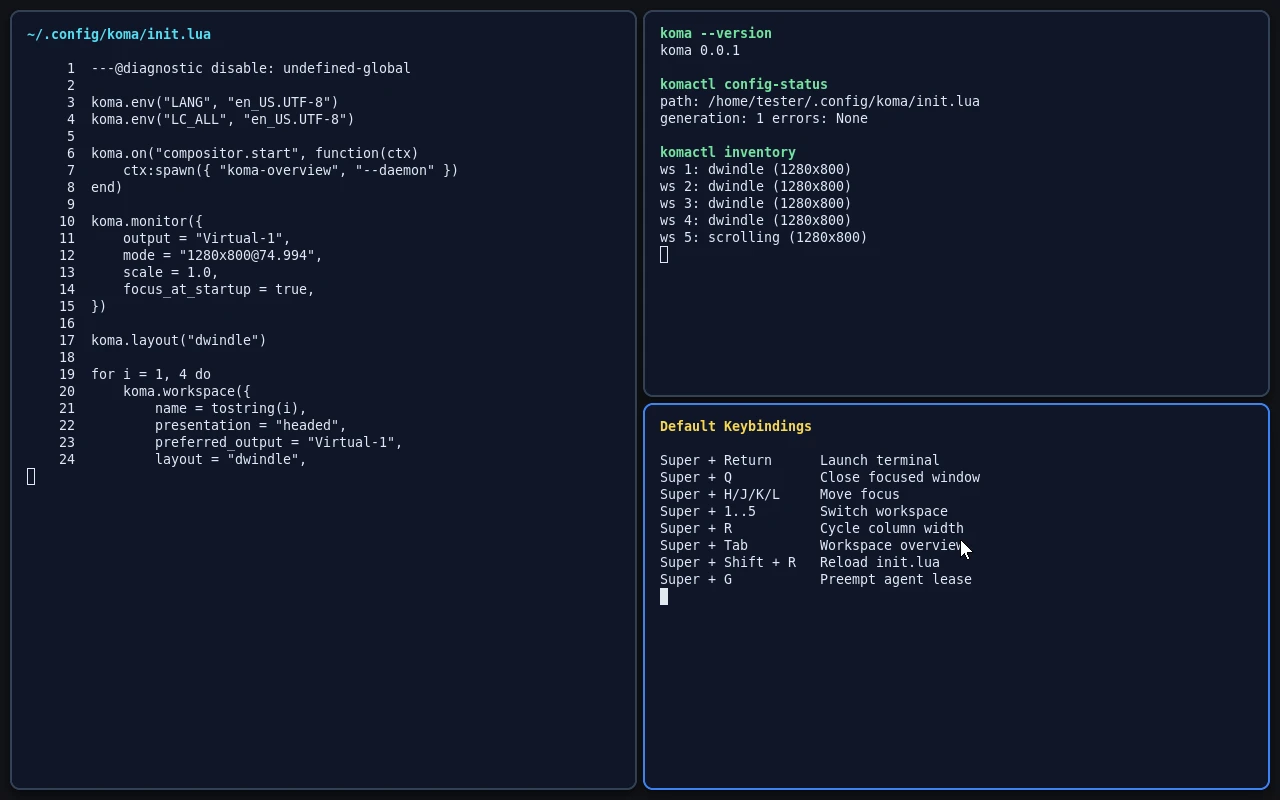 ~/.config/koma/init.lua
1  ---@diagnostic disable: undefined-global
2
3  koma.env("LANG", "en_US.UTF-8")
4  koma.env("LC_ALL", "en_US.UTF-8")
5
6  koma.on("compositor.start", function(ctx)
7      ctx:spawn({ "koma-overview", "--daemon" })
8  end)
9
10  koma.monitor({
11      output = "Virtual-1",
12      mode = "1280x800@74.994",
13      scale = 1.0,
14      focus_at_startup = true,
15  })
16
17  koma.layout("dwindle")
18
19  for i = 1, 4 do
20      koma.workspace({
21          name = tostring(i),
22          presentation = "headed",
23          preferred_output = "Virtual-1",
24          layout = "dwindle",
koma --version
koma 0.0.1
komactl config-status
path: /home/tester/.config/koma/init.lua
generation: 1 errors: None
komactl inventory
ws 1: dwindle (1280x800)
ws 2: dwindle (1280x800)
ws 3: dwindle (1280x800)
ws 4: dwindle (1280x800)
ws 5: scrolling (1280x800)
Default Keybindings
Super + Return      Launch terminal
Super + Q           Close focused window
Super + H/J/K/L     Move focus
Super + 1..5        Switch workspace
Super + R           Cycle column width
Super + Tab         Workspace overview
Super + Shift + R   Reload init.lua
Super + G           Preempt agent lease